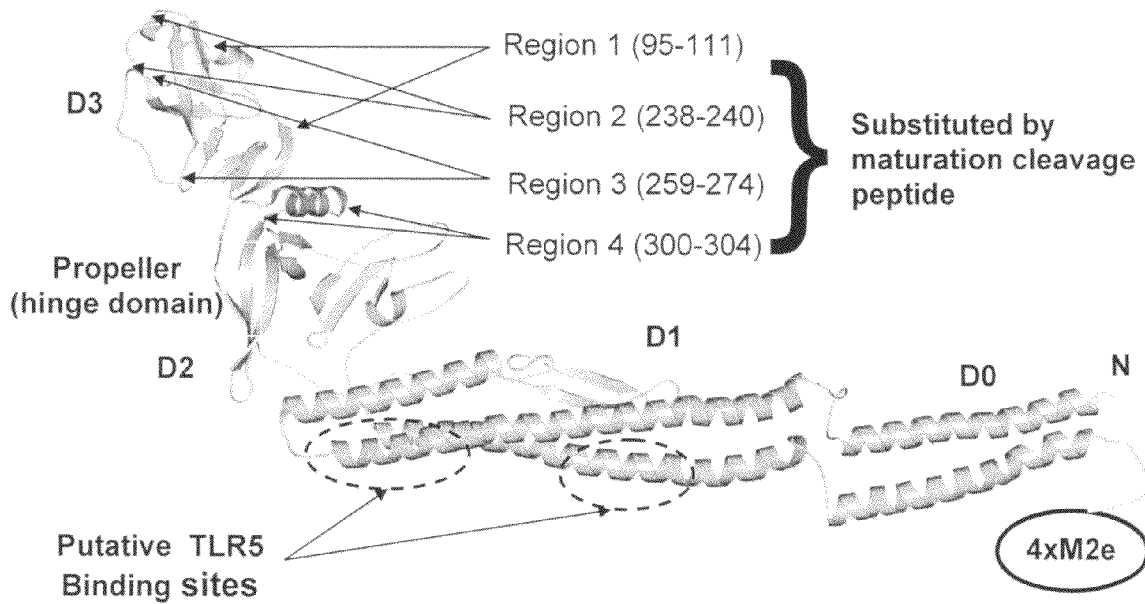 Region 1 (95-111)
D3
Region 2 (238-240)
Region 3 (259-274)
Region 4 (300-304)
Substituted by
maturation cleavage
peptide
Propeller
(hinge domain)
D2
D1
D0
N
Putative TLR5
Binding sites
4xM2e